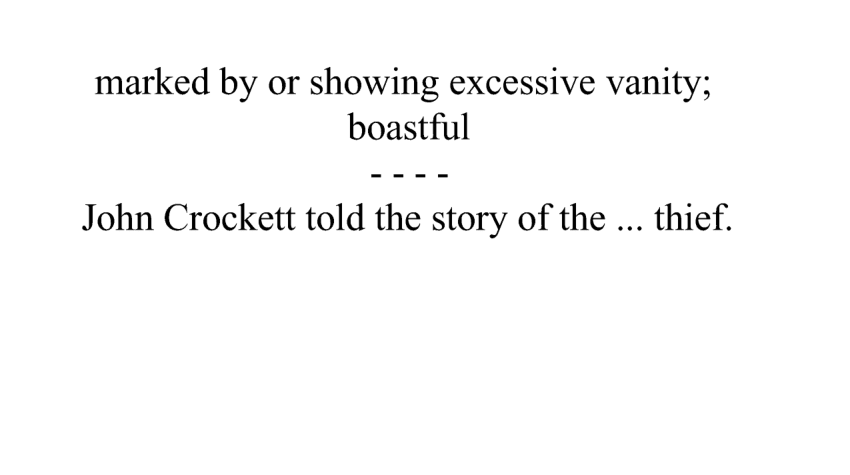 marked by or showing excessive vanity;
boastful
- - - -
John Crockett told the story of the ... thief.